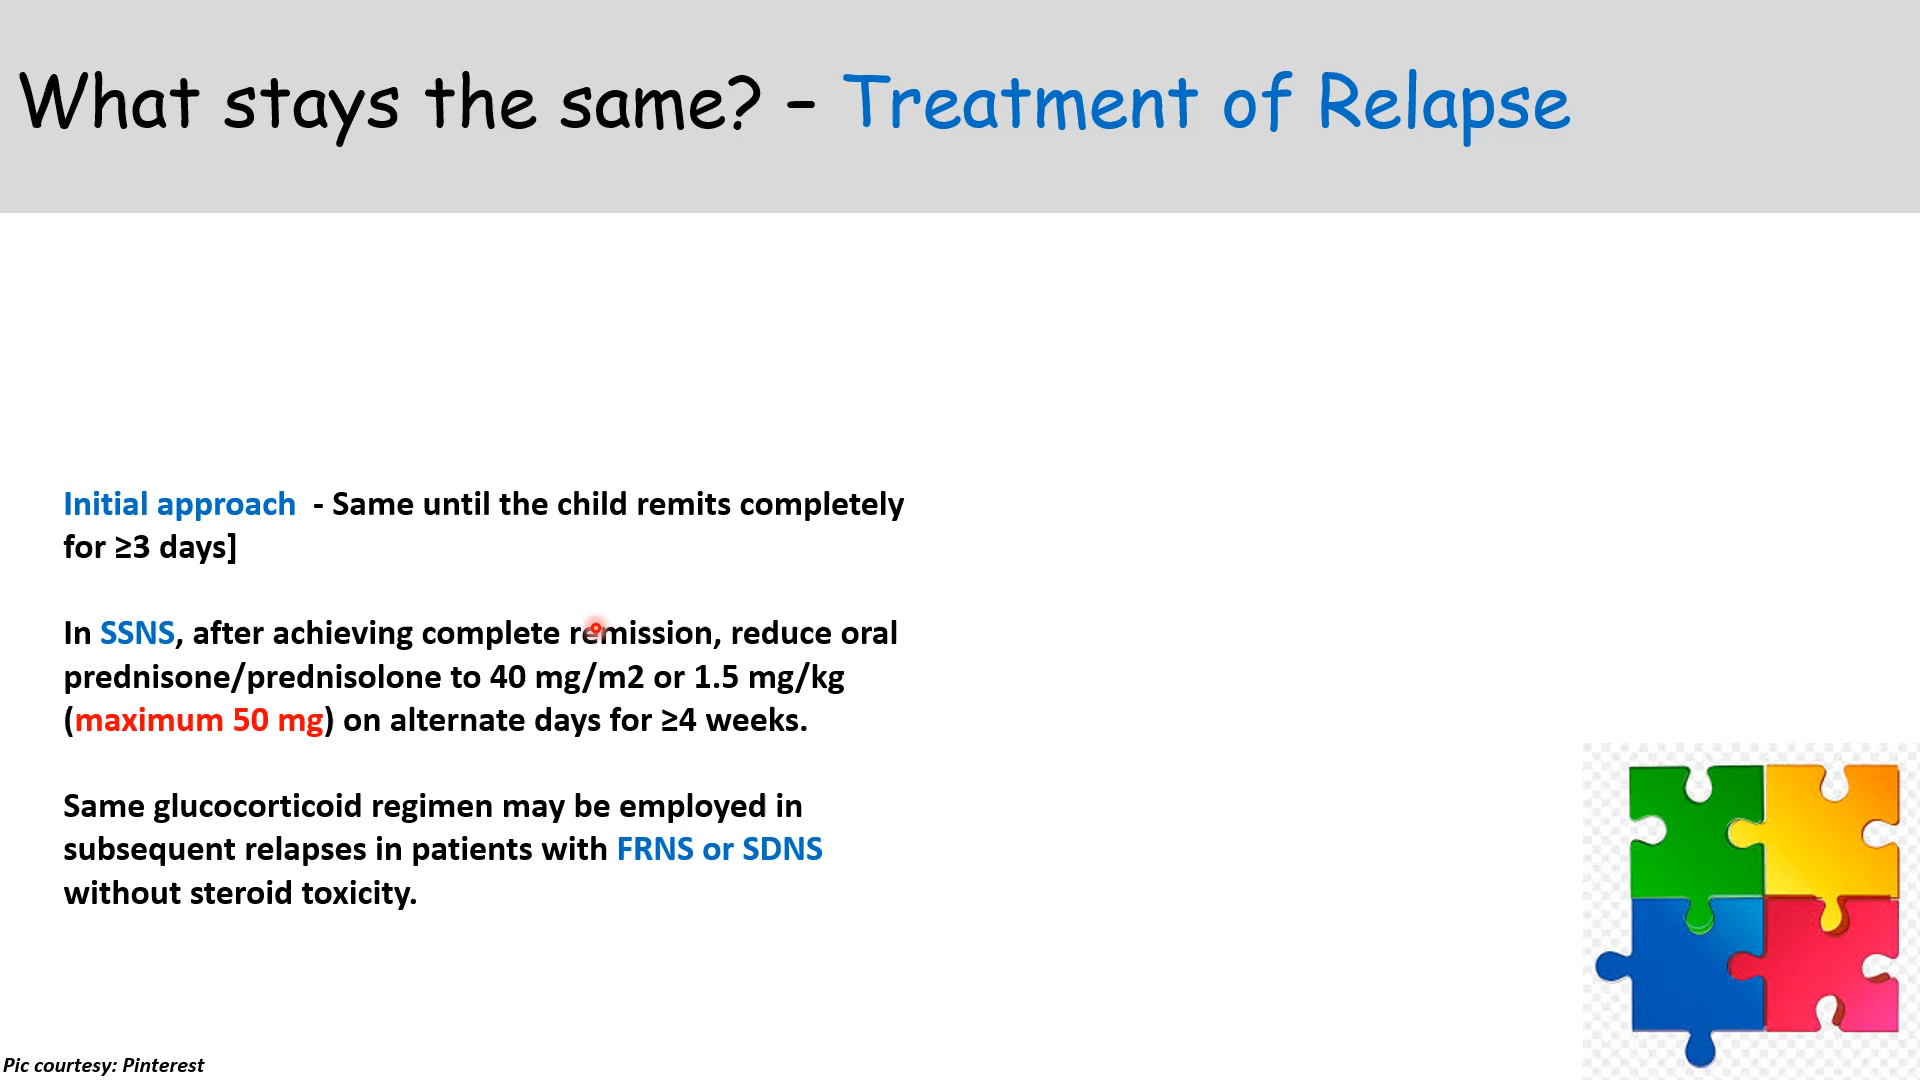 What stays the same? – Treatment of Relapse
Initial approach  - Same until the child remits completely
for ≥3 days]
In SSNS, after achieving complete remission, reduce oral
prednisone/prednisolone to 40 mg/m2 or 1.5 mg/kg
(maximum 50 mg) on alternate days for ≥4 weeks.
Same glucocorticoid regimen may be employed in
subsequent relapses in patients with FRNS or SDNS
without steroid toxicity.
Pic courtesy: Pinterest